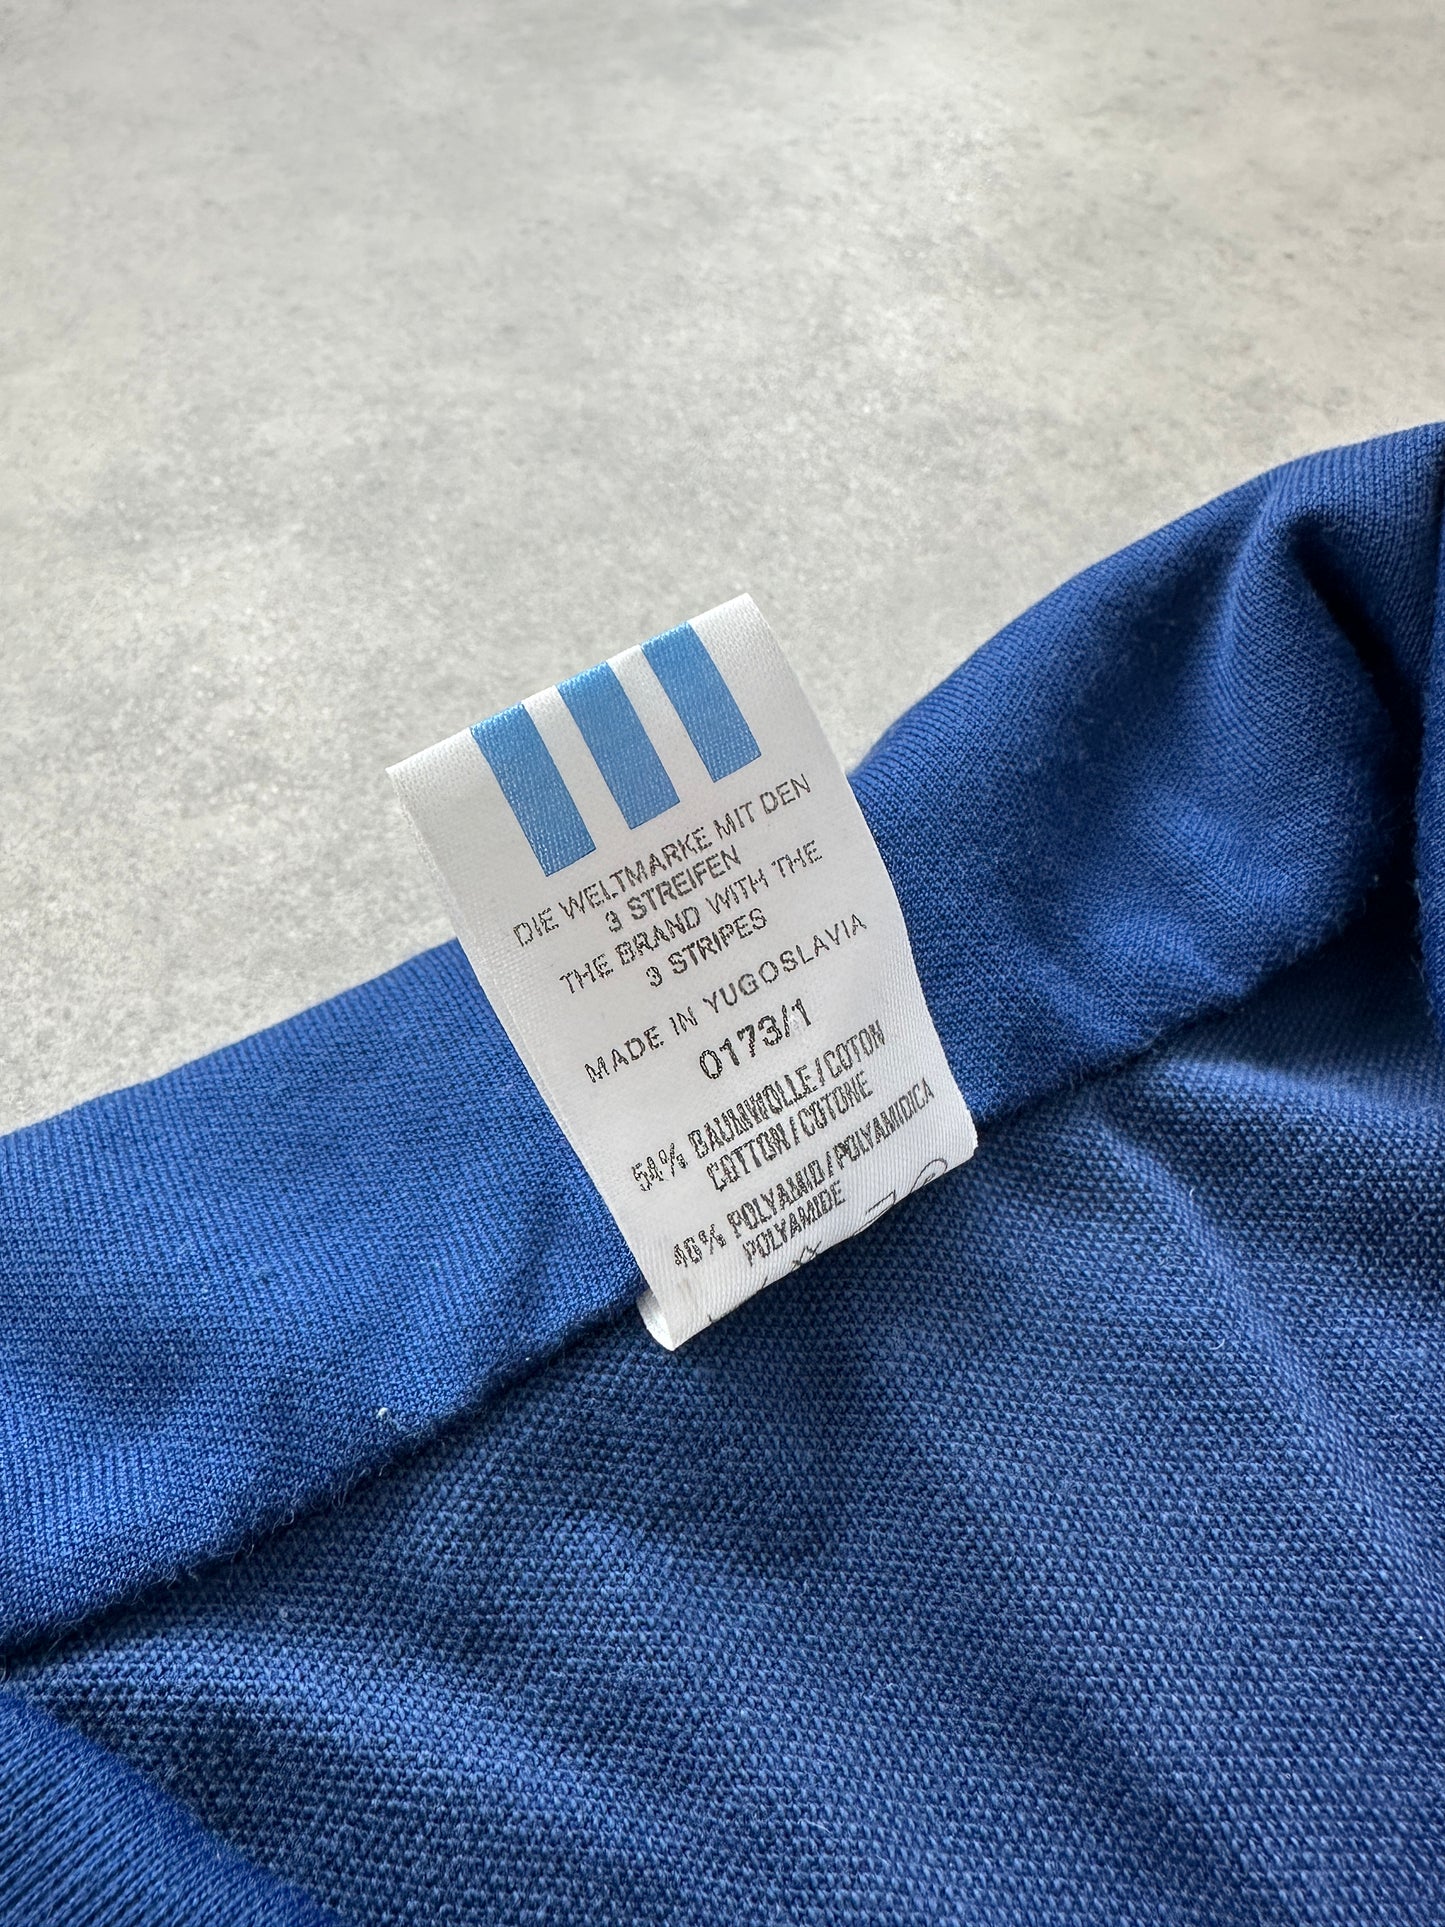 DIE WELTMARKE MIT DEN
3 STREIFEN
THE BRAND WITH THE
3 STRIPES
MADE IN YUGOSLAVIA
0173/1
54% BAUMWOLLE/COTON
COTTON/COTONE
46% POLYAMID/POLYAMIDICA
POLYAMIDE